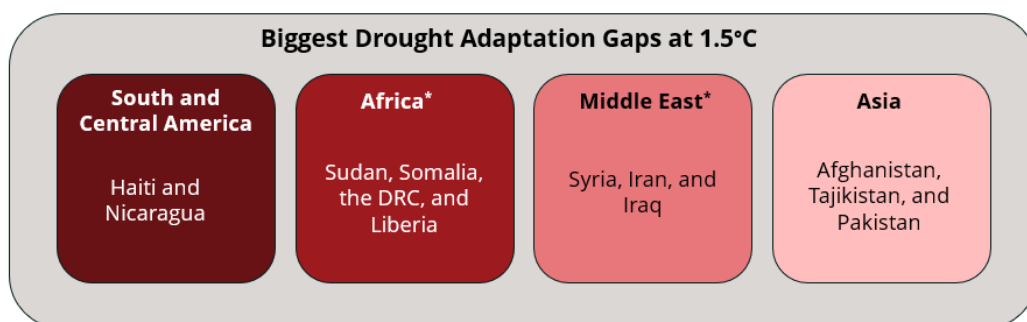 Biggest Drought Adaptation Gaps at 1.5°C
South and
Central America
Haiti and
Nicaragua
Africa*
Sudan, Somalia,
the DRC, and
Liberia
Middle East*
Syria, Iran, and
Iraq
Asia
Afghanistan,
Tajikistan, and
Pakistan